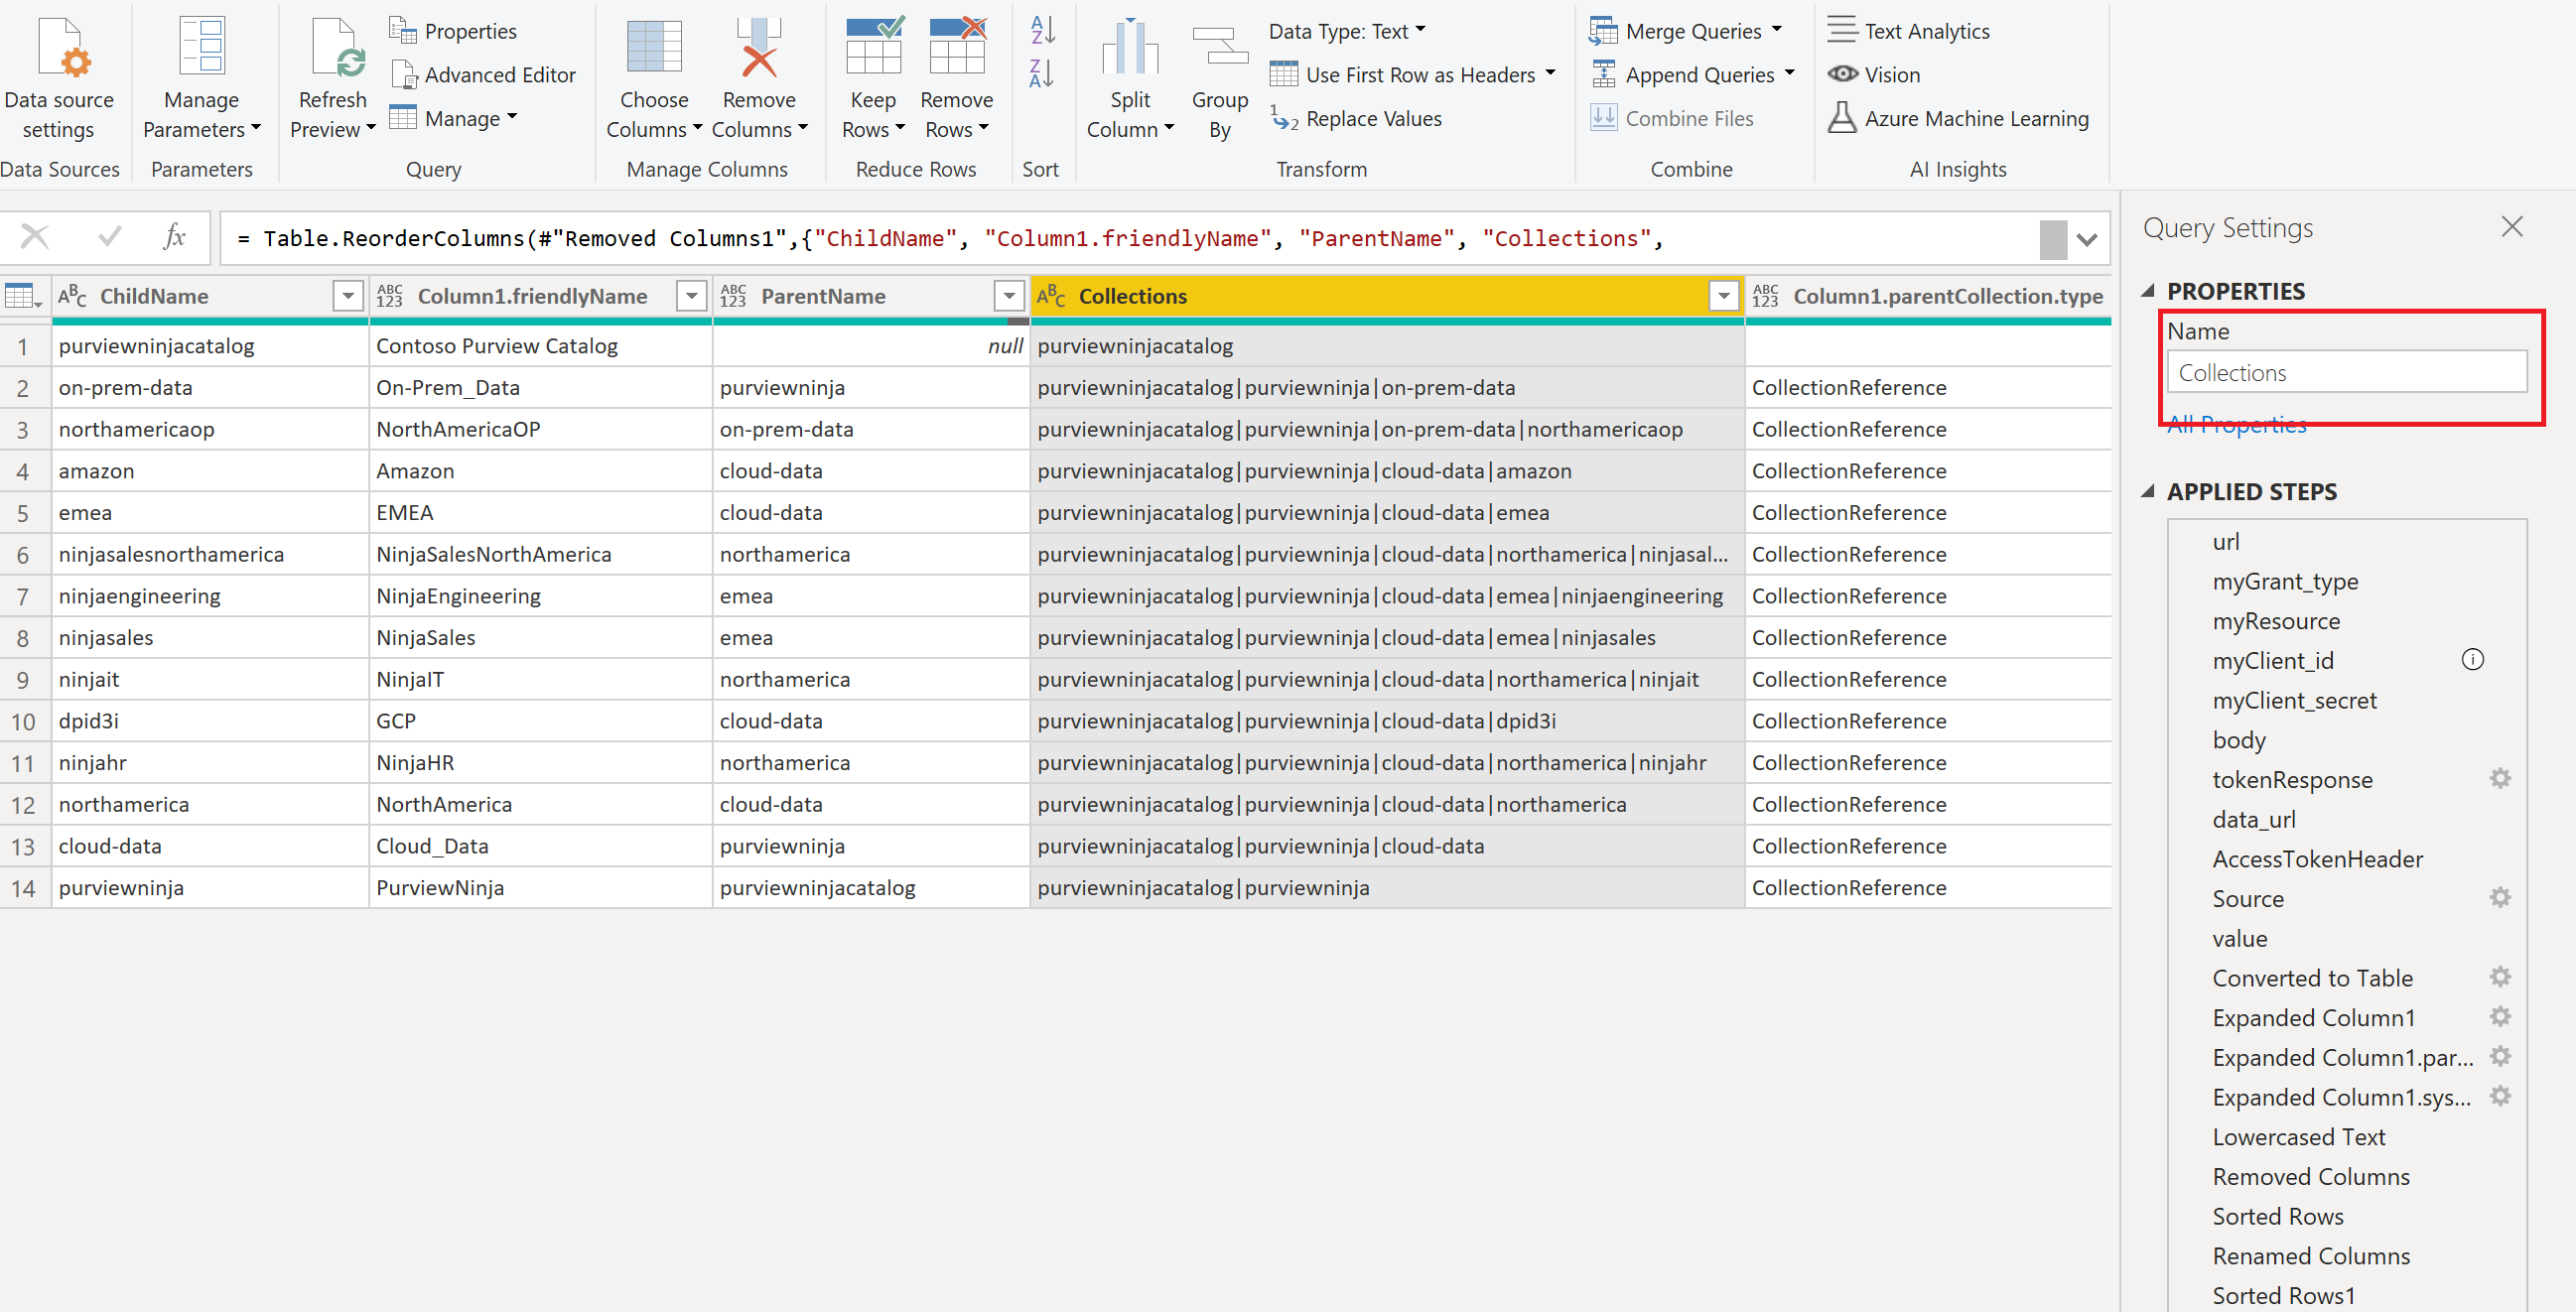 Data source settings
Manage Parameters
Refresh Preview
Properties
Advanced Editor
Manage
Choose Columns
Remove Columns
Keep Rows
Remove Rows
A Z
Z A
Split Column
Group By
Data Type: Text
Use First Row as Headers
1 2 Replace Values
Merge Queries
Append Queries
Combine Files
Text Analytics
Vision
Azure Machine Learning
Data Sources
Parameters
Query
Manage Columns
Reduce Rows
Sort
Transform
Combine
AI Insights
fx = Table.ReorderColumns(#"Removed Columns1",{"ChildName", "Column1.friendlyName", "ParentName", "Collections",
ABC ChildName ABC 123 Column1.friendlyName ABC 123 ParentName ABC Collections ABC 123 Column1.parentCollection.type
1 purviewninjacatalog Contoso Purview Catalog null purviewninjacatalog
2 on-prem-data On-Prem_Data purviewninja purviewninjacatalog|purviewninja|on-prem-data CollectionReference
3 northamericaop NorthAmericaOP on-prem-data purviewninjacatalog|purviewninja|on-prem-data|northamericaop CollectionReference
4 amazon Amazon cloud-data purviewninjacatalog|purviewninja|cloud-data|amazon CollectionReference
5 emea EMEA cloud-data purviewninjacatalog|purviewninja|cloud-data|emea CollectionReference
6 ninjasalesnorthamerica NinjaSalesNorthAmerica northamerica purviewninjacatalog|purviewninja|cloud-data|northamerica|ninjasal... CollectionReference
7 ninjaengineering NinjaEngineering emea purviewninjacatalog|purviewninja|cloud-data|emea|ninjaengineering CollectionReference
8 ninjasales NinjaSales emea purviewninjacatalog|purviewninja|cloud-data|emea|ninjasales CollectionReference
9 ninjait NinjaIT northamerica purviewninjacatalog|purviewninja|cloud-data|northamerica|ninjait CollectionReference
10 dpid3i GCP cloud-data purviewninjacatalog|purviewninja|cloud-data|dpid3i CollectionReference
11 ninjahr NinjaHR northamerica purviewninjacatalog|purviewninja|cloud-data|northamerica|ninjahr CollectionReference
12 northamerica NorthAmerica cloud-data purviewninjacatalog|purviewninja|cloud-data|northamerica CollectionReference
13 cloud-data Cloud_Data purviewninja purviewninjacatalog|purviewninja|cloud-data CollectionReference
14 purviewninja PurviewNinja purviewninjacatalog purviewninjacatalog|purviewninja CollectionReference
Query Settings
PROPERTIES
Name
Collections
All Properties
APPLIED STEPS
url
myGrant_type
myResource
myClient_id
myClient_secret
body
tokenResponse
data_url
AccessTokenHeader
Source
value
Converted to Table
Expanded Column1
Expanded Column1.par...
Expanded Column1.sys...
Lowercased Text
Removed Columns
Sorted Rows
Renamed Columns
Sorted Rows1